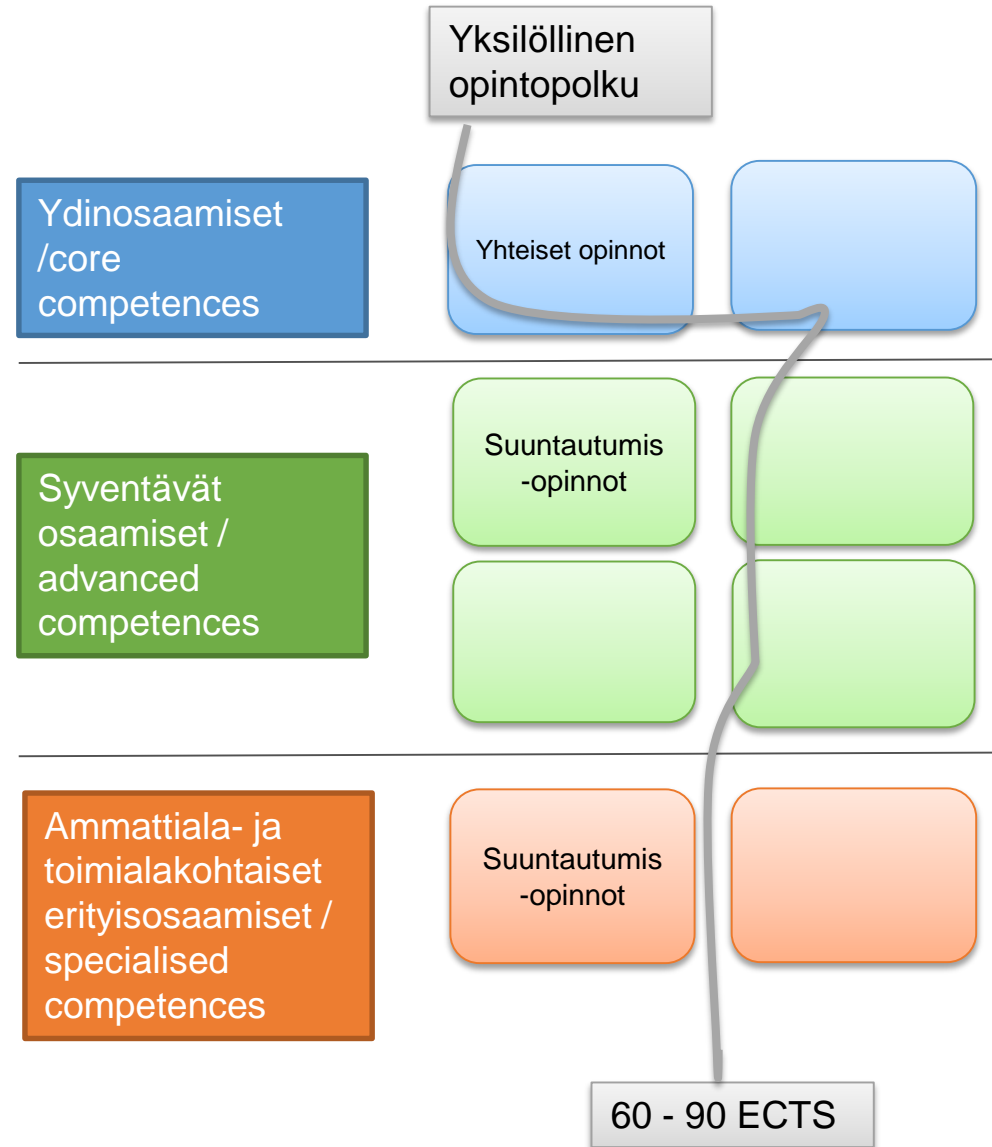 Yksilöllinen
opintopolku
Ydinosaamiset
/core
competences
Yhteiset opinnot
Syventävät
osaamiset /
advanced
competences
Suuntautumis
-opinnot
Ammattiala- ja
toimialakohtaiset
erityisosaamiset /
specialised
competences
Suuntautumis
-opinnot
60 - 90 ECTS